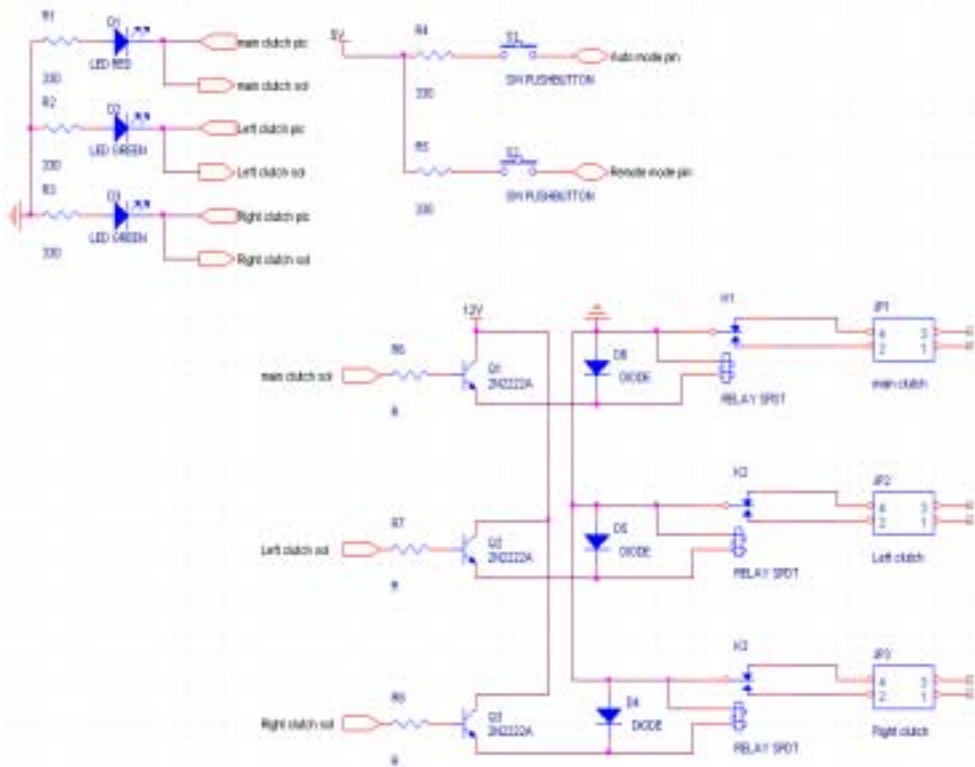 R1
D1
main clutch pic
LED RED
main clutch sol
330
R2
D2
Left clutch pic
LED GREEN
Left clutch sol
330
R3
D3
Right clutch pic
LED GREEN
Right clutch sol
330
5V
R4
S1
Auto mode pin
330
SW PUSHBUTTON
R5
S2
Remote mode pin
330
SW PUSHBUTTON
12V
main clutch sol
R6
R
Q1
2N2222A
D6
DIODE
K1
RELAY SPDT
JP1
4 3
2 1
main clutch
Left clutch sol
R7
R
Q2
2N2222A
D5
DIODE
K2
RELAY SPDT
JP2
4 3
2 1
Left clutch
Right clutch sol
R8
R
Q3
2N2222A
D4
DIODE
K3
RELAY SPDT
JP3
4 3
2 1
Right clutch